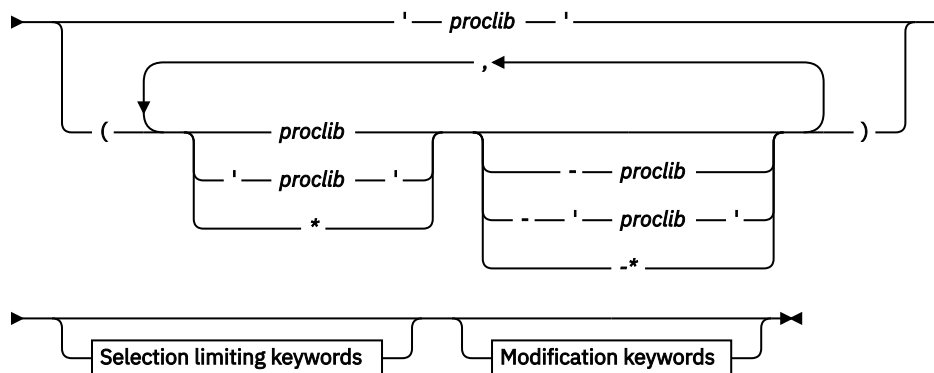 ' proclib '
,
( proclib - proclib )
' proclib ' - ' proclib '
* -*
Selection limiting keywords Modification keywords